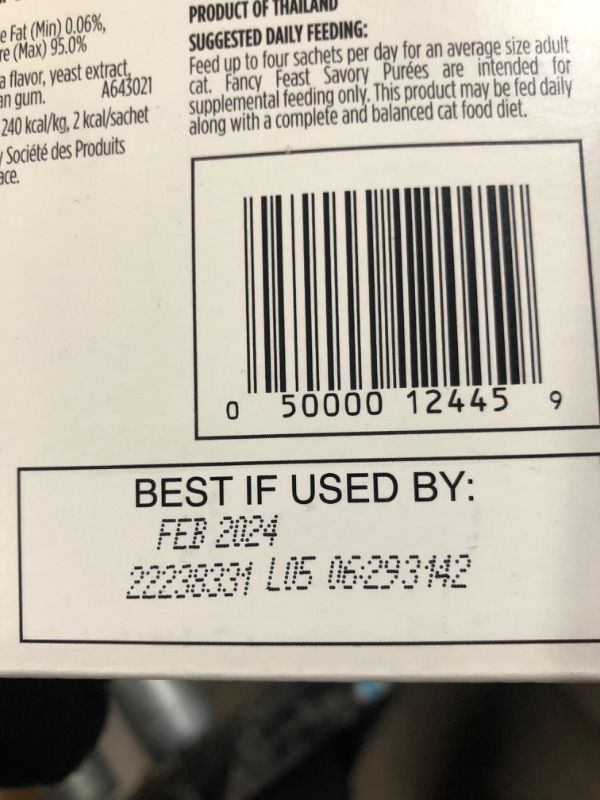 e Fat (Min) 0.06%,
re (Max) 95.0%
a flavor, yeast extract,
an gum. A643021
240 kcal/kg, 2 kcal/sachet
Société des Produits
PRODUCT OF THAILAND
SUGGESTED DAILY FEEDING:
Feed up to four sachets per day for an average size adult
cat. Fancy Feast Savory Purées are intended for
supplemental feeding only. This product may be fed daily
along with a complete and balanced cat food diet.
0 50000 12445 9
BEST IF USED BY:
FEB 2024
22238331 L05 06:293142